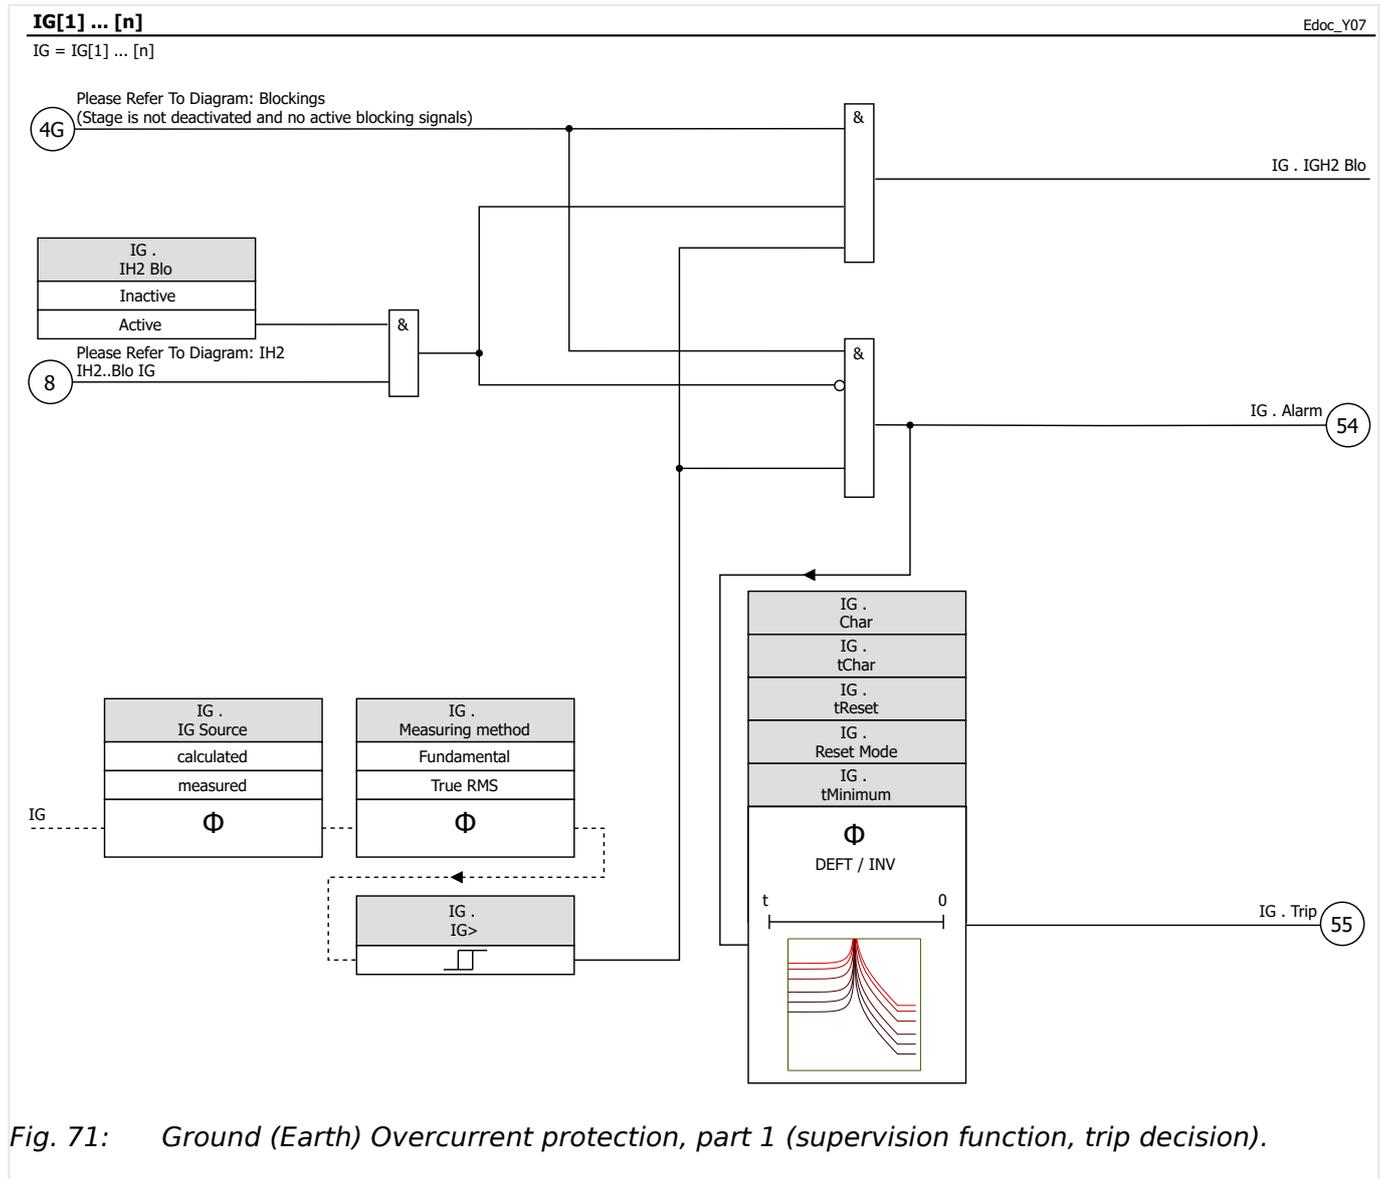 IG[1] ... [n]
Edoc_Y07
IG = IG[1] ... [n]
Please Refer To Diagram: Blockings
(Stage is not deactivated and no active blocking signals)
4G
&
IG . IGH2 Blo
IG .
IH2 Blo
Inactive
Active
&
Please Refer To Diagram: IH2
IH2..Blo IG
8
&
IG . Alarm
54
IG .
Char
IG .
tChar
IG .
tReset
IG .
Reset Mode
IG .
tMinimum
Φ
DEFT / INV
t 0
IG . Trip
55
IG
IG .
IG Source
calculated
measured
Φ
IG .
Measuring method
Fundamental
True RMS
Φ
IG .
IG>
Fig. 71: Ground (Earth) Overcurrent protection, part 1 (supervision function, trip decision).